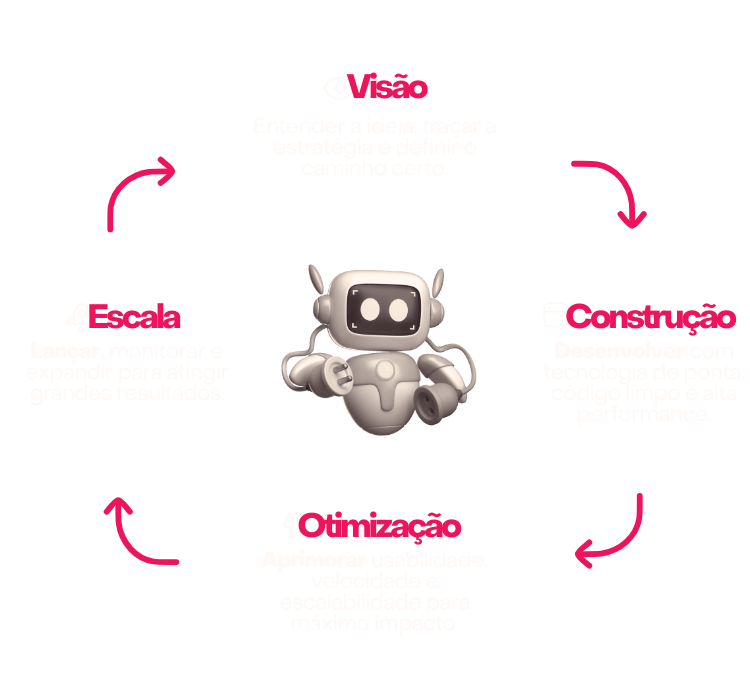 Visão
Entender a ideia, traçar a
estratégia e definir o
caminho certo.
Escala
Lançar, monitorar e
expandir para atingir
grandes resultados.
Construção
Desenvolver com
tecnologia de ponta,
código limpo e alta
performance.
Otimização
Aprimorar usabilidade,
velocidade e
escalabilidade para
máximo impacto.